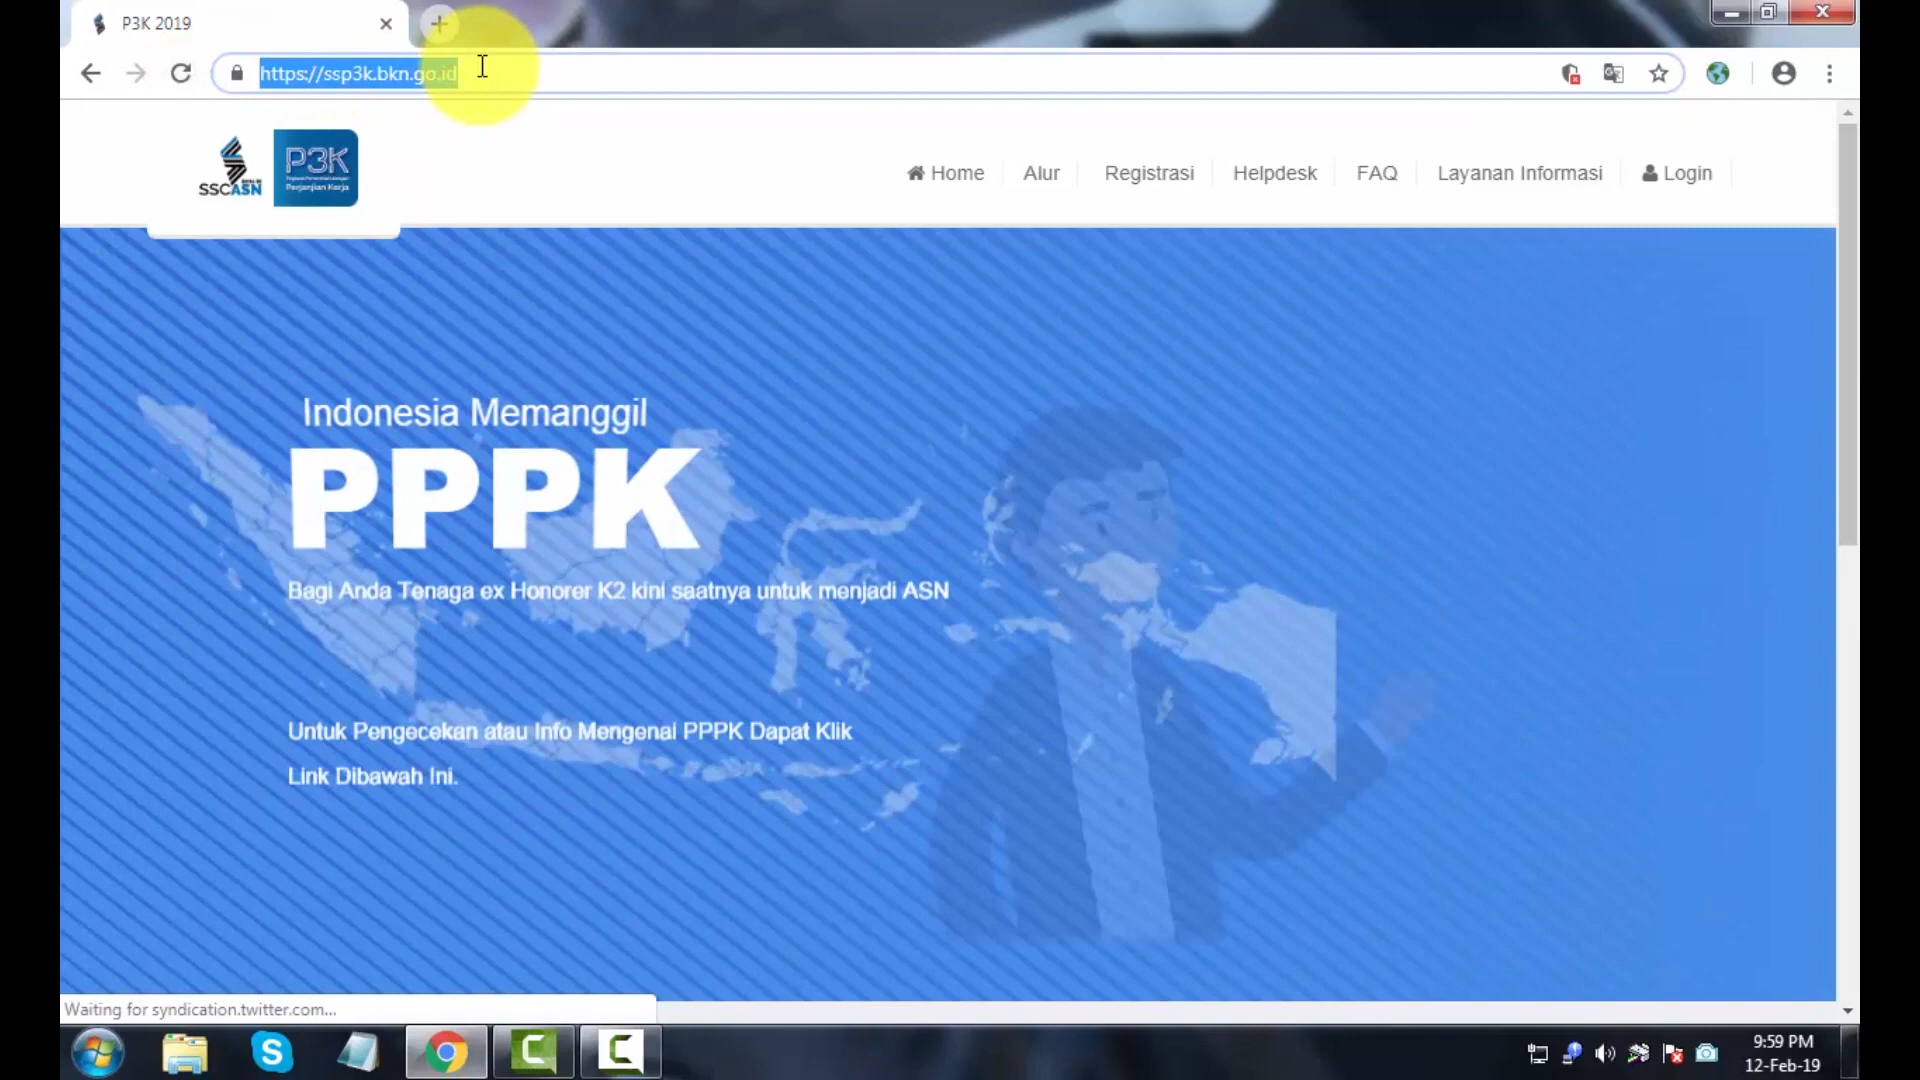 P3K 2019
https://ssp3k.bkn.go.id
SSCASN
P3K
Perjanjian Kerja
Home
Alur
Registrasi
Helpdesk
FAQ
Layanan Informasi
Login
Indonesia Memanggil
PPPK
Bagi Anda Tenaga ex Honorer K2 kini saatnya untuk menjadi ASN
Untuk Pengecekan atau Info Mengenai PPPK Dapat Klik
Link Dibawah Ini.
Waiting for syndication.twitter.com...
9:59 PM
12-Feb-19